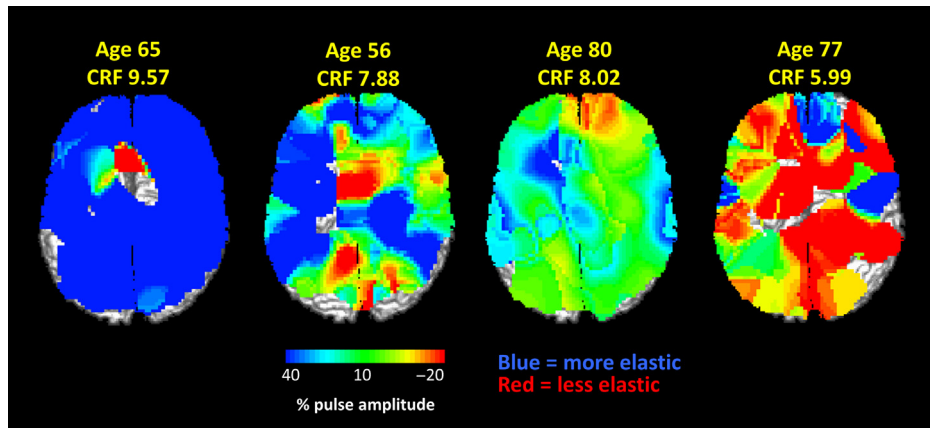 Age 65
CRF 9.57
Age 56
CRF 7.88
Age 80
CRF 8.02
Age 77
CRF 5.99
40 10 –20
% pulse amplitude
Blue = more elastic
Red = less elastic